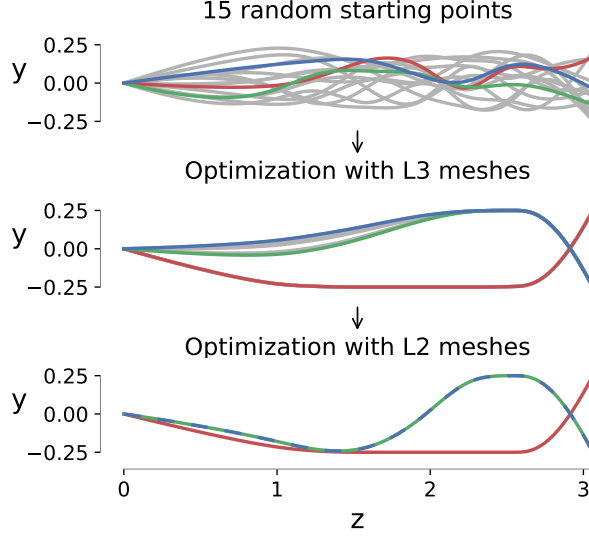 15 random starting points
0.25
y
0.00
−0.25
Optimization with L3 meshes
0.25
y
0.00
−0.25
Optimization with L2 meshes
0.25
y
0.00
−0.25
0 1 2 3
z